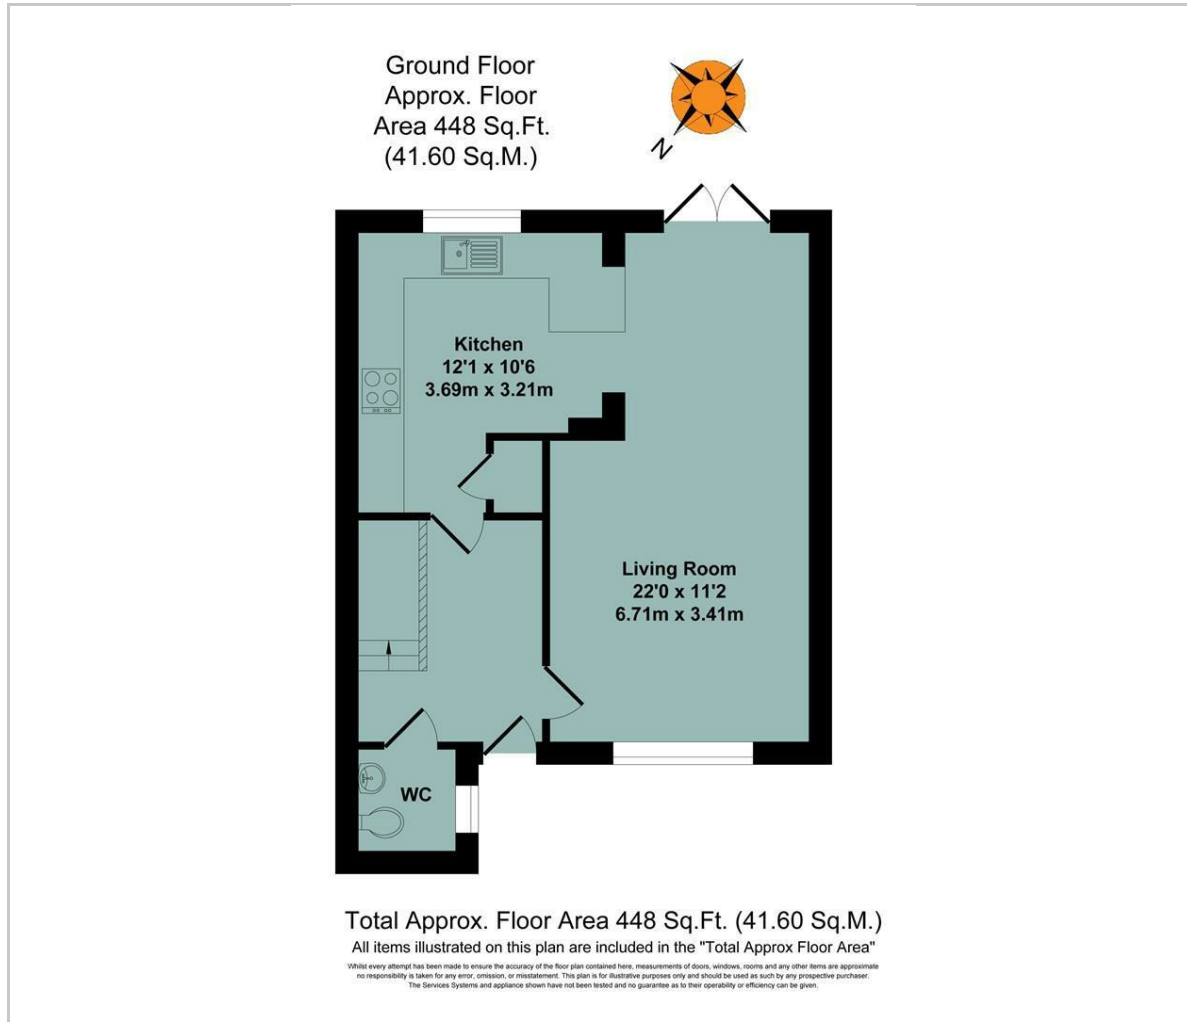 Ground Floor
Approx. Floor
Area 448 Sq.Ft.
(41.60 Sq.M.)
N
Kitchen
12'1 x 10'6
3.69m x 3.21m
Living Room
22'0 x 11'2
6.71m x 3.41m
WC
Total Approx. Floor Area 448 Sq.Ft. (41.60 Sq.M.)
All items illustrated on this plan are included in the "Total Approx Floor Area"
Whilst every attempt has been made to ensure the accuracy of the floor plan contained here, measurements of doors, windows, rooms and any other items are approximate
no responsibility is taken for any error, omission, or misstatement. This plan is for illustrative purposes only and should be used as such by any prospective purchaser.
The Services Systems and appliance shown have not been tested and no guarantee as to their operability or efficiency can be given.